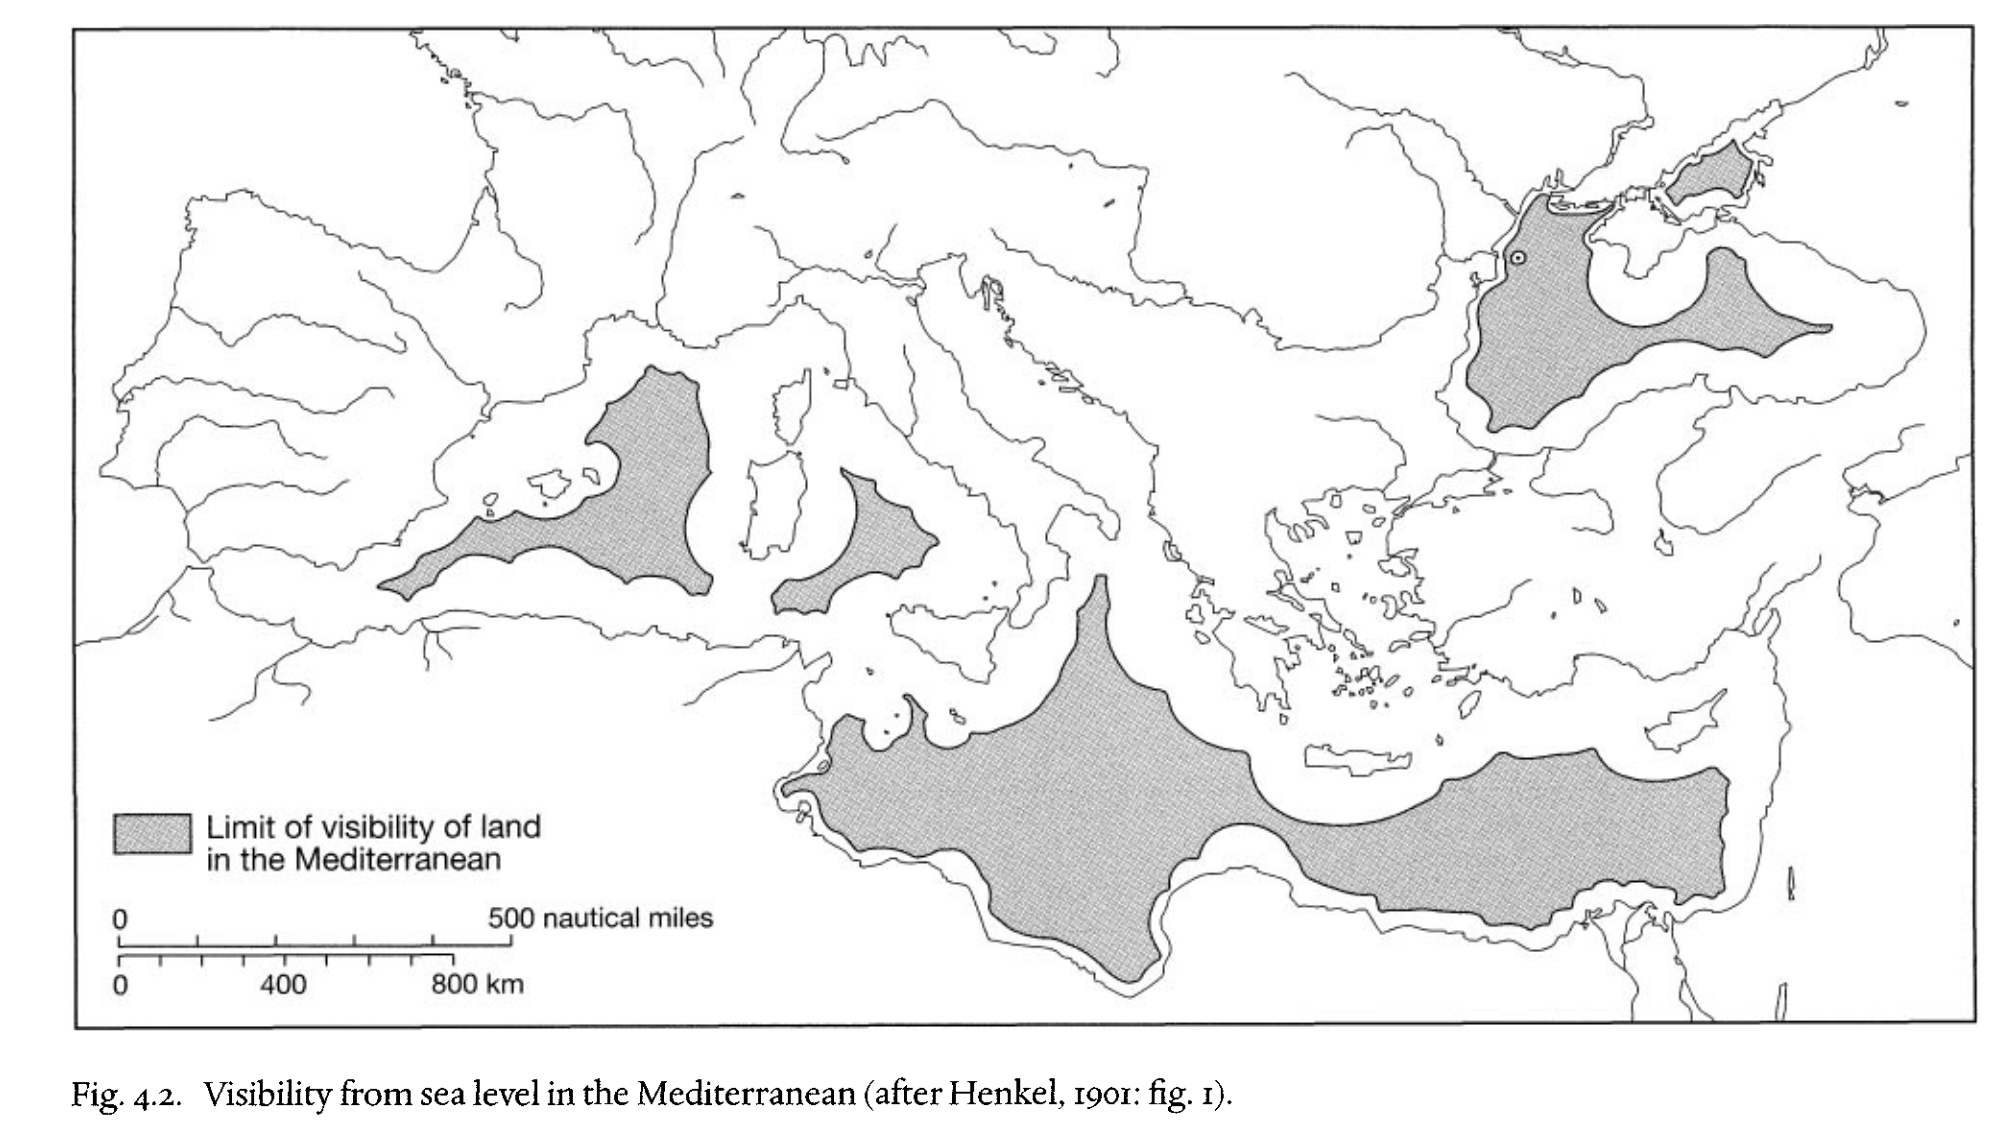 Limit of visibility of land
in the Mediterranean
0 500 nautical miles
0 400 800 km
Fig. 4.2. Visibility from sea level in the Mediterranean (after Henkel, 1901: fig. 1).